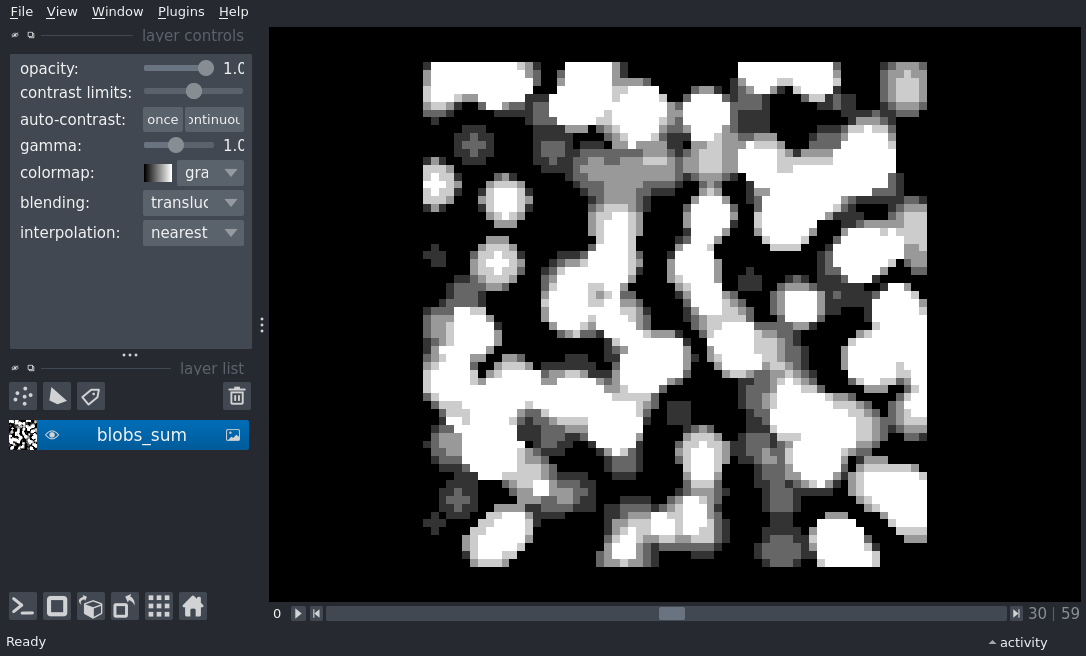 File View Window Plugins Help
layer controls
opacity: 1.0
contrast limits:
auto-contrast: once ontinuou
gamma: 1.0
colormap: gra
blending: transluc
interpolation: nearest
layer list
blobs_sum
0 30 | 59
Ready activity